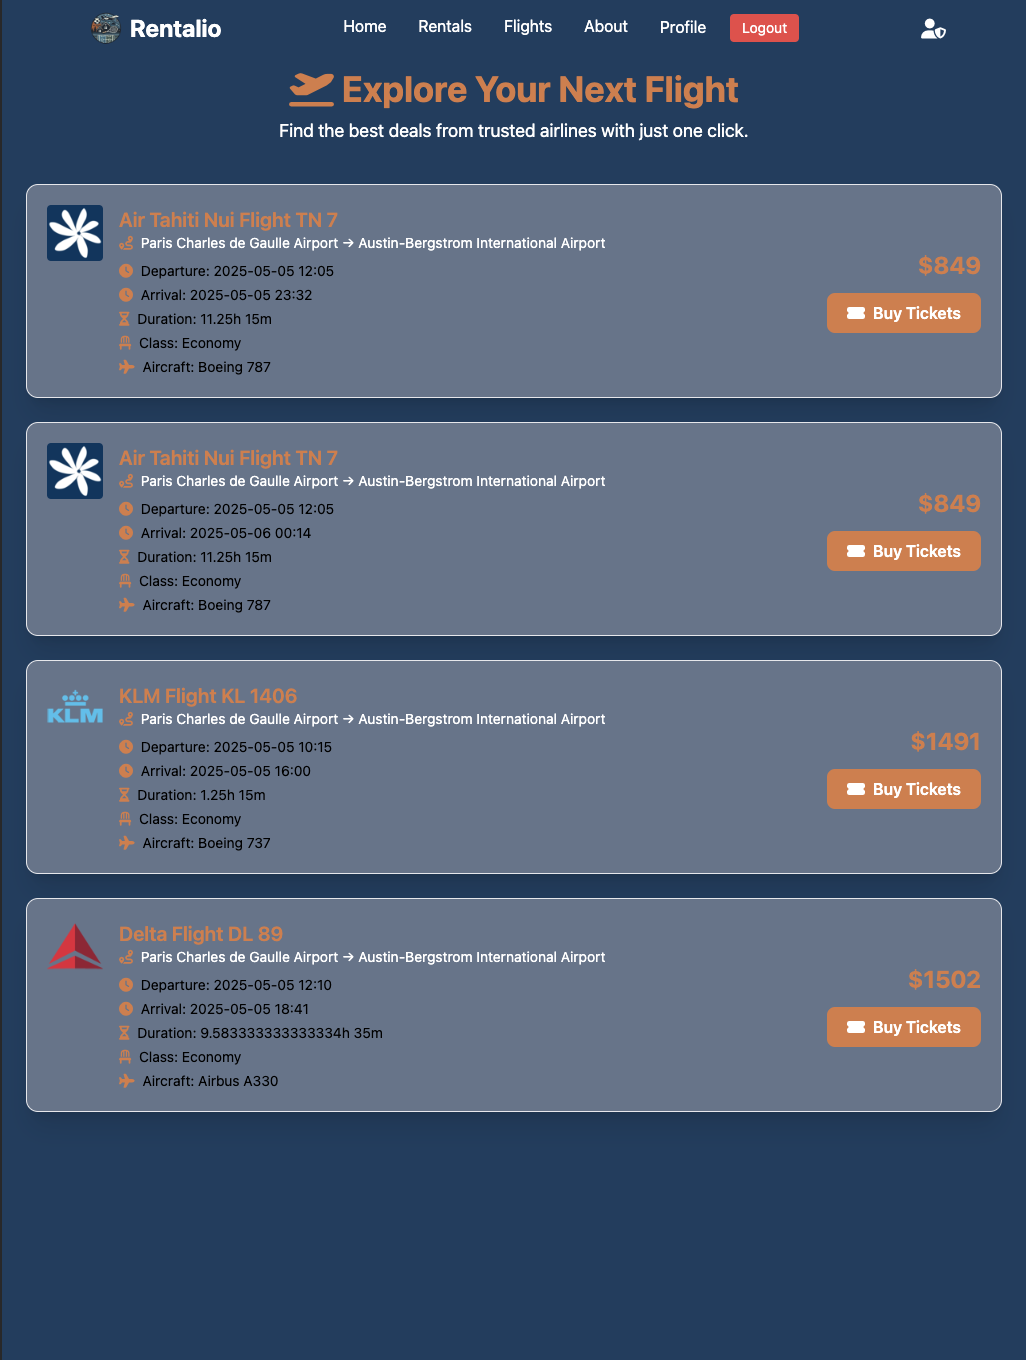 Rentalio
Home Rentals Flights About Profile Logout
Explore Your Next Flight
Find the best deals from trusted airlines with just one click.
Air Tahiti Nui Flight TN 7
Paris Charles de Gaulle Airport → Austin-Bergstrom International Airport
Departure: 2025-05-05 12:05
Arrival: 2025-05-05 23:32
Duration: 11.25h 15m
Class: Economy
Aircraft: Boeing 787
$849
Buy Tickets
Air Tahiti Nui Flight TN 7
Paris Charles de Gaulle Airport → Austin-Bergstrom International Airport
Departure: 2025-05-05 12:05
Arrival: 2025-05-06 00:14
Duration: 11.25h 15m
Class: Economy
Aircraft: Boeing 787
$849
Buy Tickets
KLM
KLM Flight KL 1406
Paris Charles de Gaulle Airport → Austin-Bergstrom International Airport
Departure: 2025-05-05 10:15
Arrival: 2025-05-05 16:00
Duration: 1.25h 15m
Class: Economy
Aircraft: Boeing 737
$1491
Buy Tickets
Delta Flight DL 89
Paris Charles de Gaulle Airport → Austin-Bergstrom International Airport
Departure: 2025-05-05 12:10
Arrival: 2025-05-05 18:41
Duration: 9.583333333333334h 35m
Class: Economy
Aircraft: Airbus A330
$1502
Buy Tickets